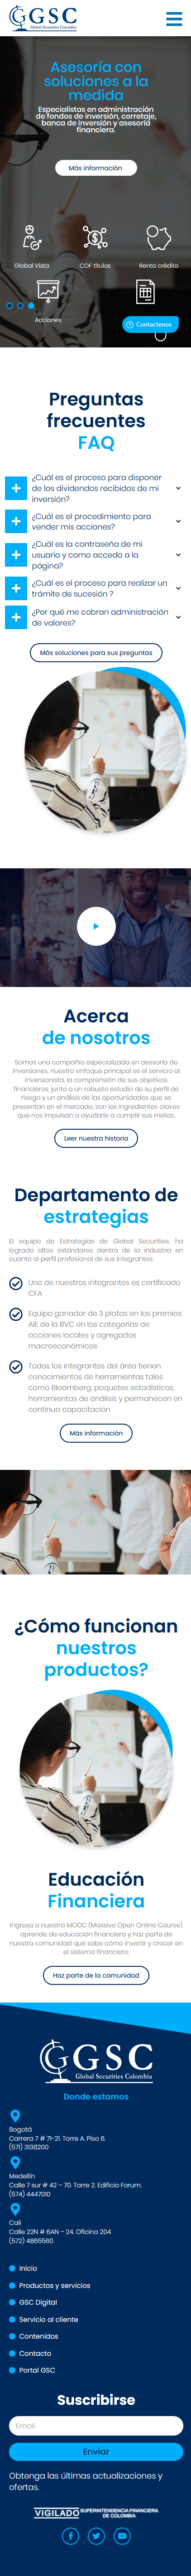 GSC
Global Securities Colombia
Asesoría con
soluciones a la
medida
Especialistas en administración
de fondos de inversión, corretaje,
banca de inversión y asesoría
financiera.
Más información
Global Vista
COF títulos
Renta crédito
Acciones
Contactenos
Preguntas
frecuentes
FAQ
¿Cuál es el proceso para disponer
de los dividendos recibidos de mi
inversión?
¿Cuál es el procedimiento para
vender mis acciones?
¿Cuál es la contraseña de mi
usuario y como accedo a la
página?
¿Cuál es el proceso para realizar un
trámite de sucesión ?
¿Por qué me cobran administración
de valores?
Más soluciones para sus preguntas
Acerca
de nosotros
Somos una compañía especializada en asesoría de
inversiones, nuestro enfoque principal es el servicio al
inversionista, la comprensión de sus objetivos
financieros, junto a un robusto estudio de su perfil de
riesgo y un análisis de las oportunidades que se
presentan en el mercado, son los ingredientes claves
que nos impulsan a ayudarle a cumplir sus metas.
Leer nuestra historia
Departamento de
estrategias
El equipo de Estrategias de Global Securities, ha
logrado altos estándares dentro de la industria en
cuanto al perfil profesional de sus integrantes:
Uno de nuestros integrantes es certificado
CFA
Equipo ganador de 3 platas en los premios
AIE de la BVC en las categorías de
acciones locales y agregados
macroeconómicos
Todos los integrantes del área tienen
conocimientos de herramientas tales
como Bloomberg, paquetes estadísticos,
herramientas de análisis y permanecen en
continua capacitación
Más información
¿Cómo funcionan
nuestros
productos?
Educación
Financiera
Ingresa a nuestra MOOC (Massive Open Online Course)
aprende de educación financiera y haz parte de
nuestra comunidad que sabe cómo invertir y crecer en
el sistema financiero.
Haz parte de la comunidad
GSC
Global Securities Colombia
Donde estamos
Bogotá
Carrera 7 # 71-21. Torre A. Piso 6.
(571) 3138200
Medellín
Calle 7 sur # 42 – 70. Torre 2. Edificio Forum.
(574) 4447010
Cali
Calle 22N # 6AN – 24. Oficina 204
(572) 4865560
Inicio
Productos y servicios
GSC Digital
Servicio al cliente
Contenidos
Contacto
Portal GSC
Suscribirse
Email
Enviar
Obtenga las últimas actualizaciones y
ofertas.
VIGILADO SUPERINTENDENCIA FINANCIERA
DE COLOMBIA